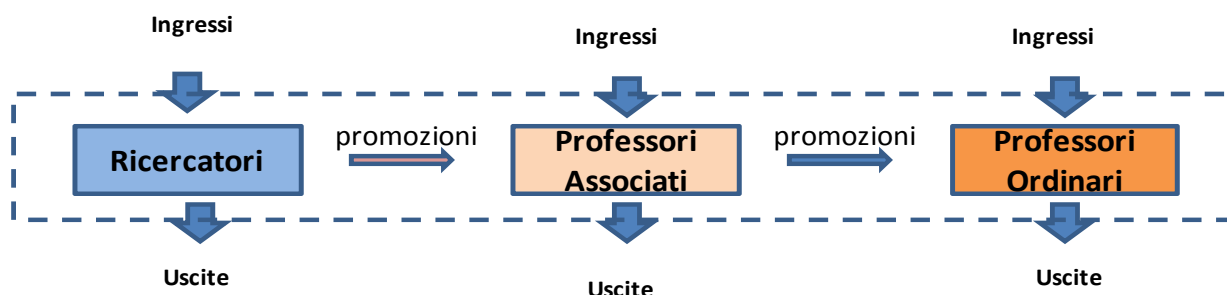 Ingressi
Ingressi
Ingressi
Ricercatori
promozioni
Professori
Associati
promozioni
Professori
Ordinari
Uscite
Uscite
Uscite